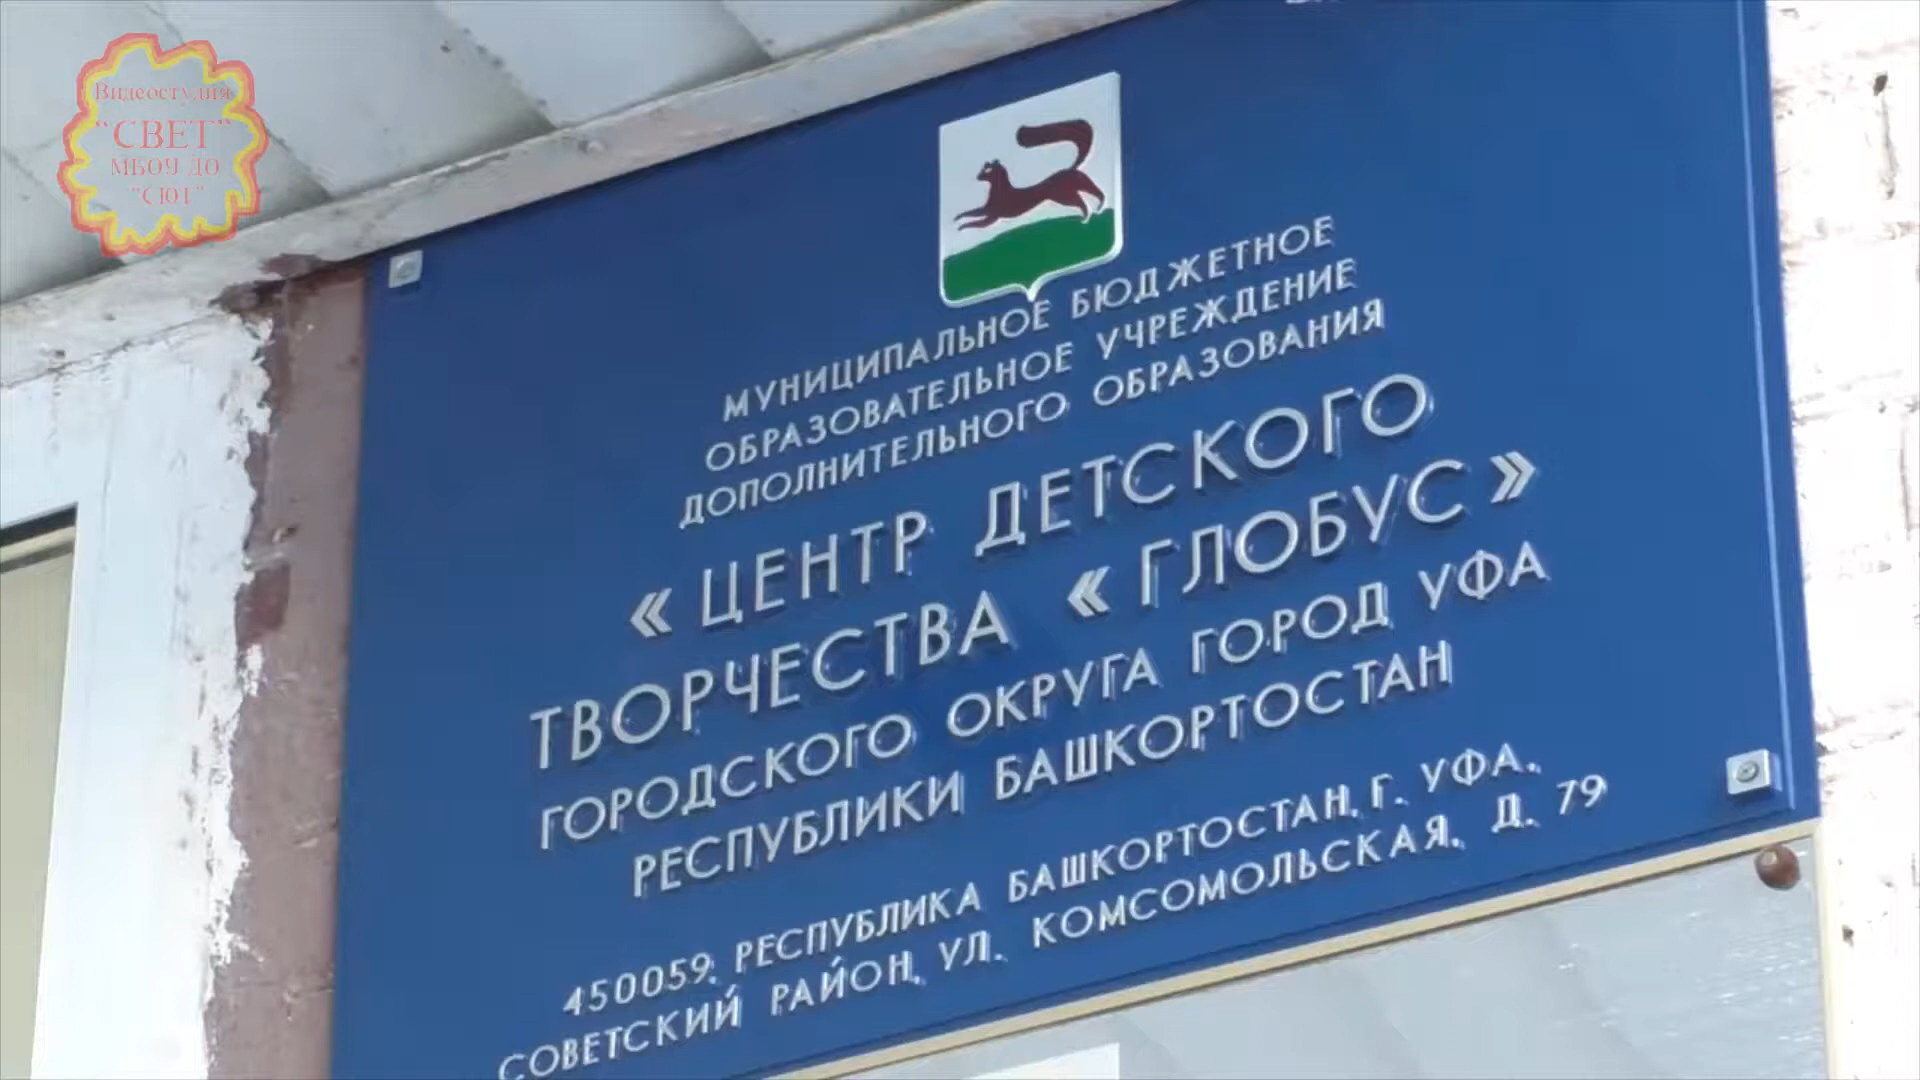 Видеостудия
"СВЕТ"
МБОУ ДО
"СЮТ"
МУНИЦИПАЛЬНОЕ БЮДЖЕТНОЕ
ОБРАЗОВАТЕЛЬНОЕ УЧРЕЖДЕНИЕ
ДОПОЛНИТЕЛЬНОГО ОБРАЗОВАНИЯ
«ЦЕНТР ДЕТСКОГО
ТВОРЧЕСТВА «ГЛОБУС»
ГОРОДСКОГО ОКРУГА ГОРОД УФА
РЕСПУБЛИКИ БАШКОРТОСТАН
450059, РЕСПУБЛИКА БАШКОРТОСТАН, Г. УФА,
СОВЕТСКИЙ РАЙОН, УЛ. КОМСОМОЛЬСКАЯ, Д. 79